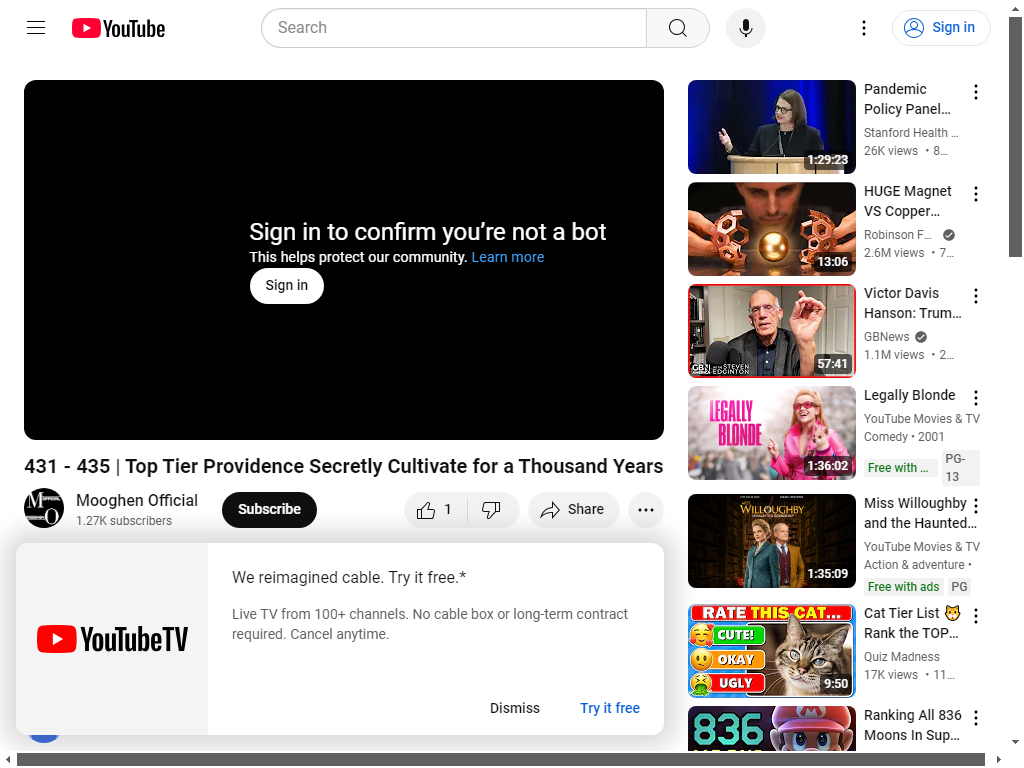 YouTube
Search
Sign in
Sign in to confirm you're not a bot
This helps protect our community. Learn more
Sign in
431 - 435 | Top Tier Providence Secretly Cultivate for a Thousand Years
Mooghen Official
1.27K subscribers
Subscribe
1
Share
YouTubeTV
We reimagined cable. Try it free.*
Live TV from 100+ channels. No cable box or long-term contract
required. Cancel anytime.
Dismiss
Try it free
1:29:23
Pandemic
Policy Panel…
Stanford Health …
26K views • 8…
13:06
HUGE Magnet
VS Copper…
Robinson F…
2.6M views • 7…
STEVEN
EDGINTON
57:41
Victor Davis
Hanson: Trum…
GBNews
1.1M views • 2…
LEGALLY
BLONDE
1:36:02
Legally Blonde
YouTube Movies & TV
Comedy • 2001
Free with …
PG-
13
WILLOUGHBY
1:35:09
Miss Willoughby
and the Haunted…
YouTube Movies & TV
Action & adventure •
Free with ads
PG
RATE THIS CAT...
CUTE!
OKAY
UGLY
9:50
Cat Tier List 🐱
Rank the TOP…
Quiz Madness
17K views • 11…
836
Ranking All 836
Moons In Sup…